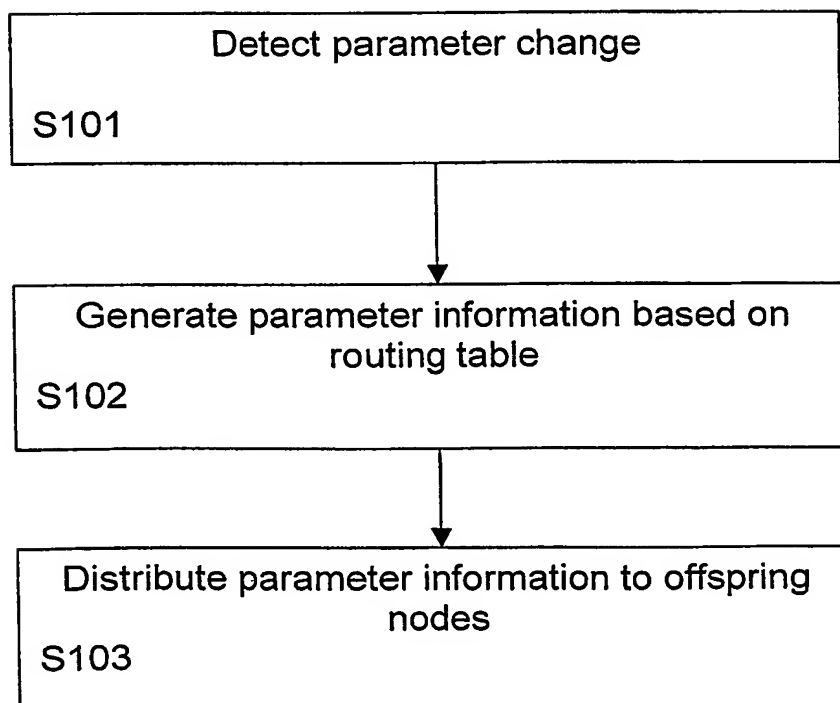 Detect parameter change
S101
Generate parameter information based on
routing table
S102
Distribute parameter information to offspring
nodes
S103